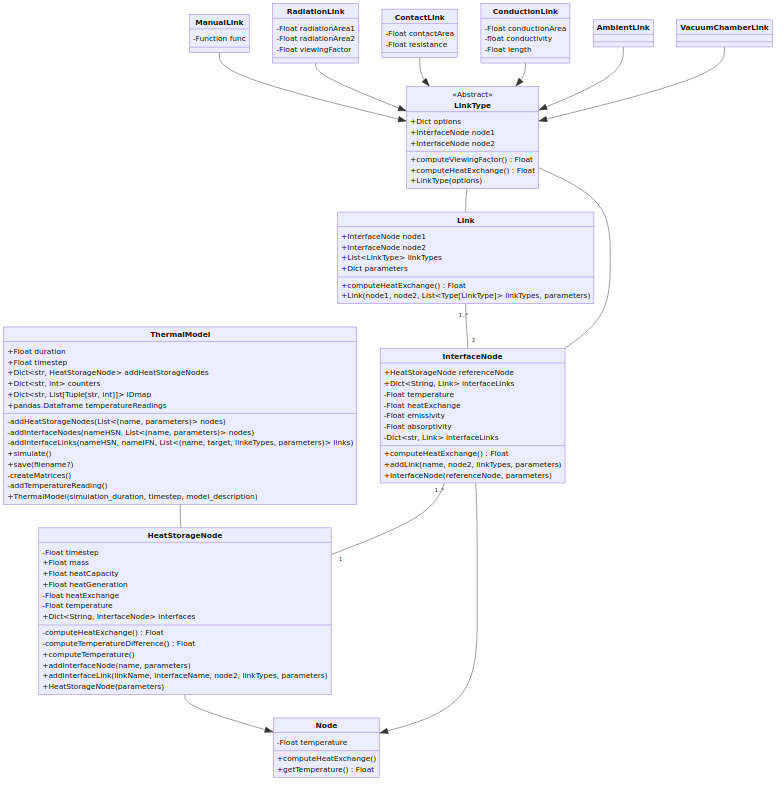 ManualLink
-Function func
RadiationLink
-Float radiationArea1
-Float radiationArea2
-Float viewingFactor
ContactLink
-Float contactArea
-Float resistance
ConductionLink
-Float conductionArea
-float conductivity
-Float length
AmbientLink
VacuumChamberLink
«Abstract»
LinkType
+Dict options
+InterfaceNode node1
+InterfaceNode node2
+computeViewingFactor() : Float
+computeHeatExchange() : Float
+LinkType(options)
Link
+InterfaceNode node1
+InterfaceNode node2
+List<LinkType> linkTypes
+Dict parameters
+computeHeatExchange() : Float
+Link(node1, node2, List<Type[LinkType]> linkTypes, parameters)
1..*
2
ThermalModel
+Float duration
+Float timestep
+Dict<str, HeatStorageNode> addHeatStorageNodes
+Dict<str, int> counters
+Dict<str, List[Tuple[str, int]]> IDmap
+pandas.Dataframe temperatureReadings
-addHeatStorageNodes(List<(name, parameters)> nodes)
-addInterfaceNodes(nameHSN, List<(name, parameters)> nodes)
-addInterfaceLinks(nameHSN, nameIFN, List<(name, target, linkeTypes, parameters)> links)
+simulate()
+save(filename?)
-createMatrices()
-addTemperatureReading()
+ThermalModel(simulation_duration, timestep, model_description)
InterfaceNode
+HeatStorageNode referenceNode
+Dict<String, Link> interfaceLinks
-Float temperature
-Float heatExchange
-Float emissivity
-Float absorptivity
-Dict<str, Link> interfaceLinks
+computeHeatExchange() : Float
+addLink(name, node2, linkTypes, parameters)
+InterfaceNode(referenceNode, parameters)
1..*
1
HeatStorageNode
-Float timestep
+Float mass
+Float heatCapacity
+Float heatGeneration
-Float heatExchange
-Float temperature
+Dict<String, InterfaceNode> interfaces
-computeHeatExchange() : Float
-computeTemperatureDifference() : Float
+computeTemperature()
+addInterfaceNode(name, parameters)
+addInterfaceLink(linkName, interfaceName, node2, linkTypes, parameters)
+HeatStorageNode(parameters)
Node
-Float temperature
+computeHeatExchange()
+getTemperature() : Float